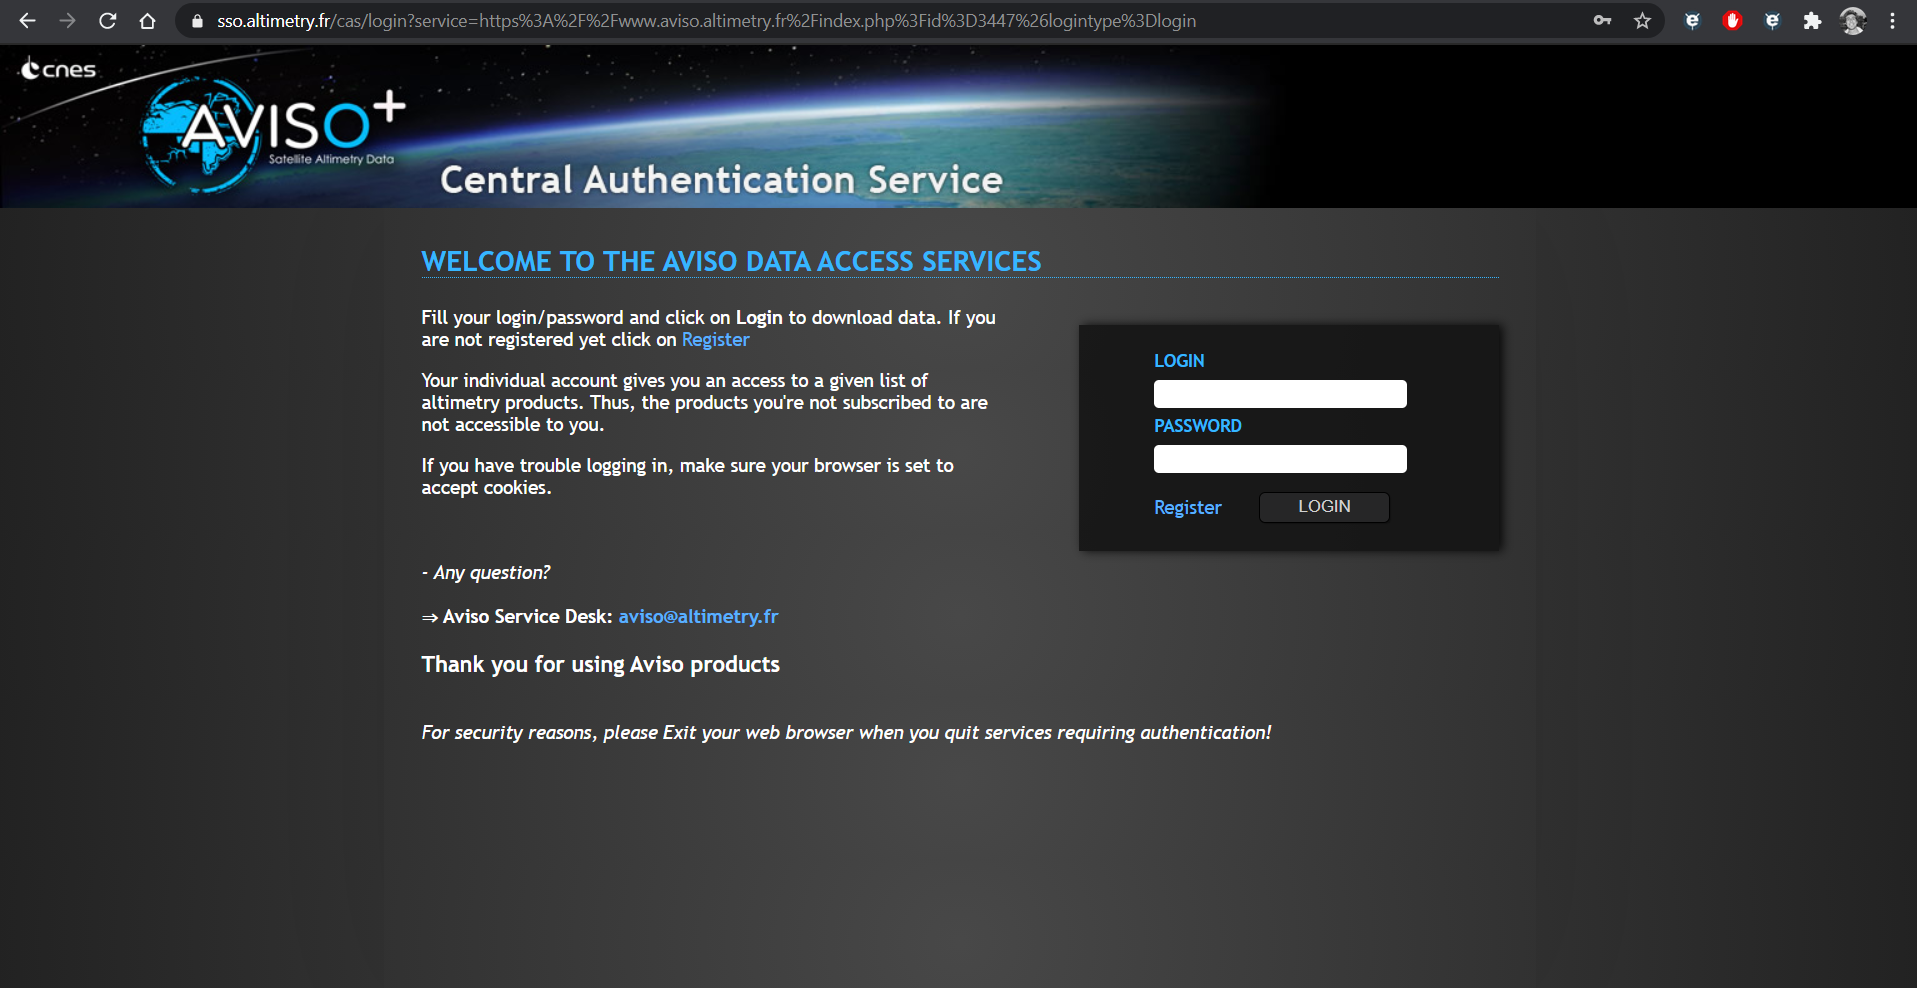 sso.altimetry.fr/cas/login?service=https%3A%2F%2Fwww.aviso.altimetry.fr%2Findex.php%3Fid%3D3447%26logintype%3Dlogin
cnes
AVISO+
Satellite Altimetry Data
Central Authentication Service
WELCOME TO THE AVISO DATA ACCESS SERVICES
Fill your login/password and click on Login to download data. If you
are not registered yet click on Register
Your individual account gives you an access to a given list of
altimetry products. Thus, the products you're not subscribed to are
not accessible to you.
If you have trouble logging in, make sure your browser is set to
accept cookies.
LOGIN
PASSWORD
Register LOGIN
- Any question?
⇒ Aviso Service Desk: aviso@altimetry.fr
Thank you for using Aviso products
For security reasons, please Exit your web browser when you quit services requiring authentication!